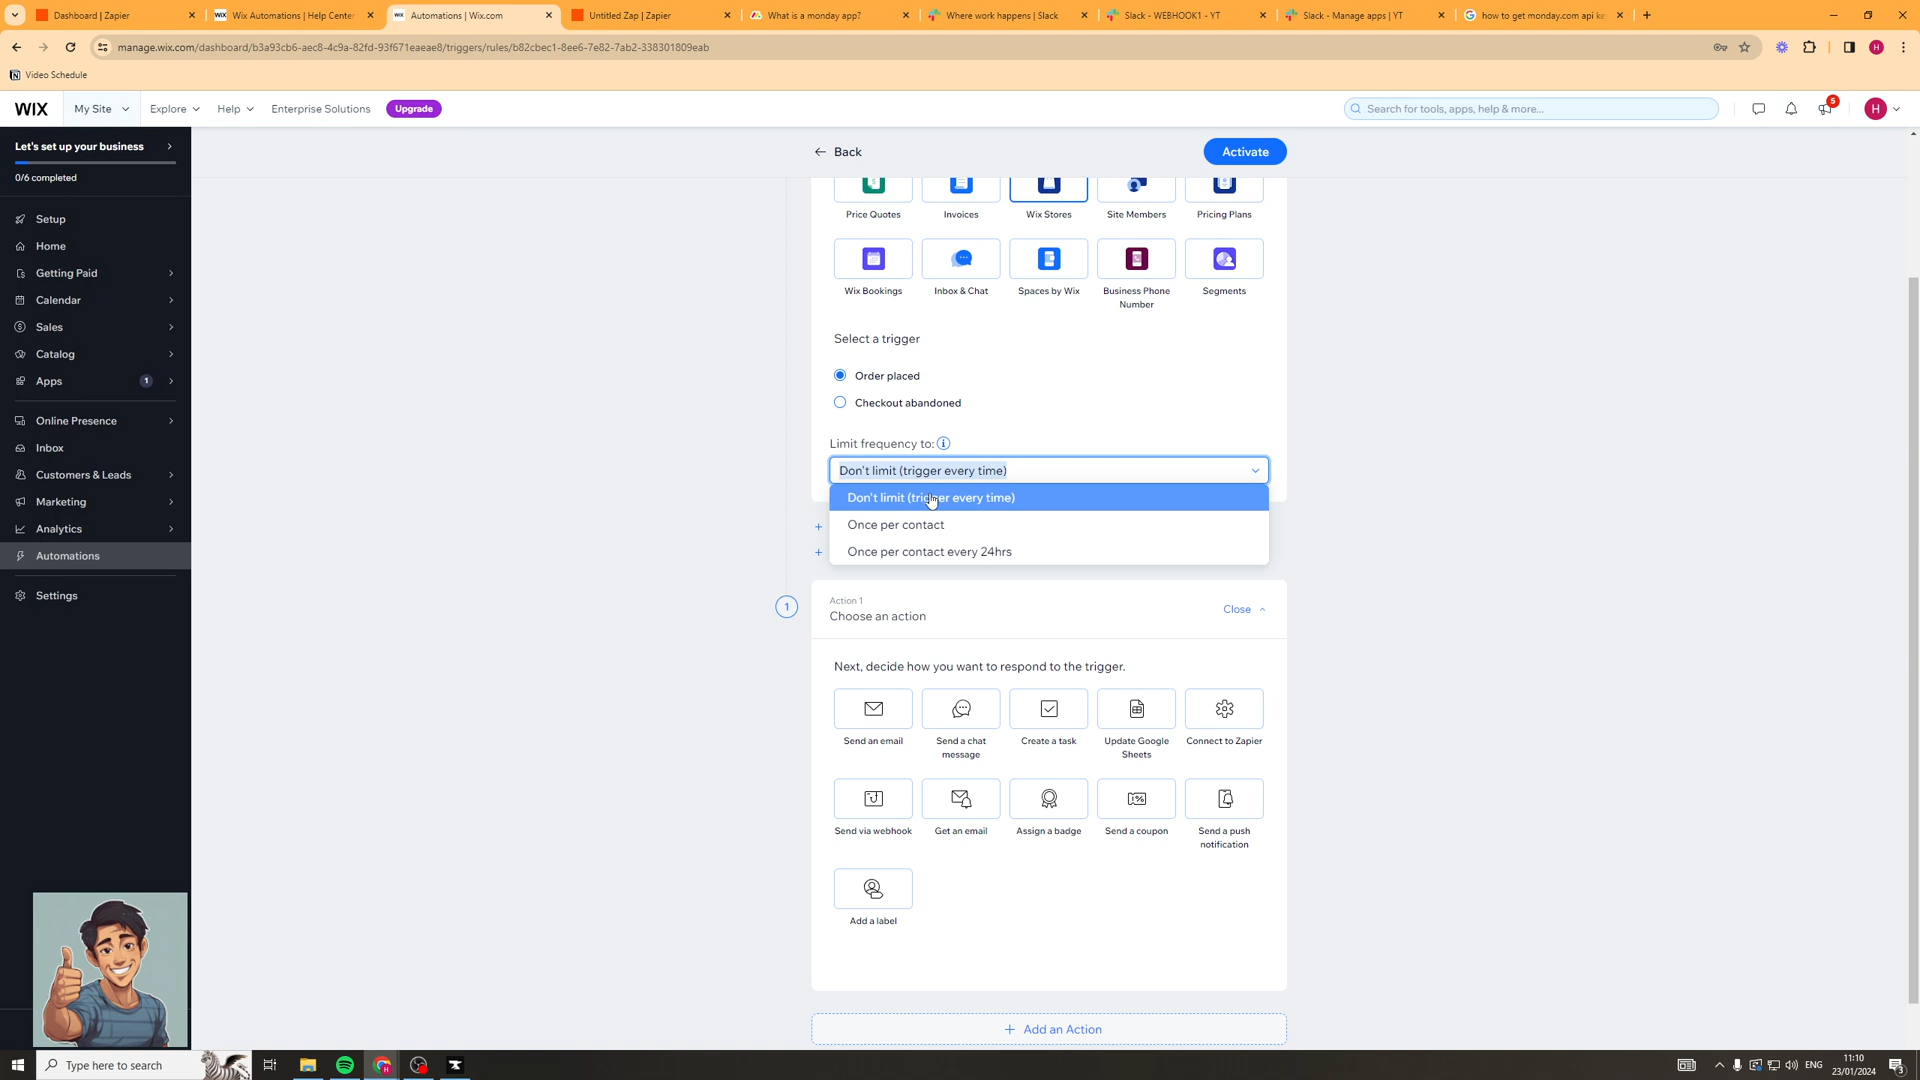 Dashboard | Zapier
Wix Automations | Help Center
Automations | Wix.com
Untitled Zap | Zapier
What is a monday app?
Where work happens | Slack
Slack - WEBHOOK1 - YT
Slack - Manage apps | YT
how to get monday.com api ke
manage.wix.com/dashboard/b3a93cb6-aec8-4c9a-82fd-93f671eaeae8/triggers/rules/b82cbec1-8ee6-7e82-7ab2-338301809eab
H
Video Schedule
WIX
My Site
Explore
Help
Enterprise Solutions
Upgrade
Search for tools, apps, help & more...
5
H
Let's set up your business
0/6 completed
Setup
Home
Getting Paid
Calendar
Sales
Catalog
Apps 1
Online Presence
Inbox
Customers & Leads
Marketing
Analytics
Automations
Settings
Back
Activate
Price Quotes
Invoices
Wix Stores
Site Members
Pricing Plans
Wix Bookings
Inbox & Chat
Spaces by Wix
Business Phone
Number
Segments
Select a trigger
Order placed
Checkout abandoned
Limit frequency to:
Don't limit (trigger every time)
Don't limit (trigger every time)
Once per contact
Once per contact every 24hrs
1
Action 1
Choose an action
Close
Next, decide how you want to respond to the trigger.
Send an email
Send a chat
message
Create a task
Update Google
Sheets
Connect to Zapier
Send via webhook
Get an email
Assign a badge
Send a coupon
Send a push
notification
Add a label
+ Add an Action
Type here to search
ENG
11:10
23/01/2024
3